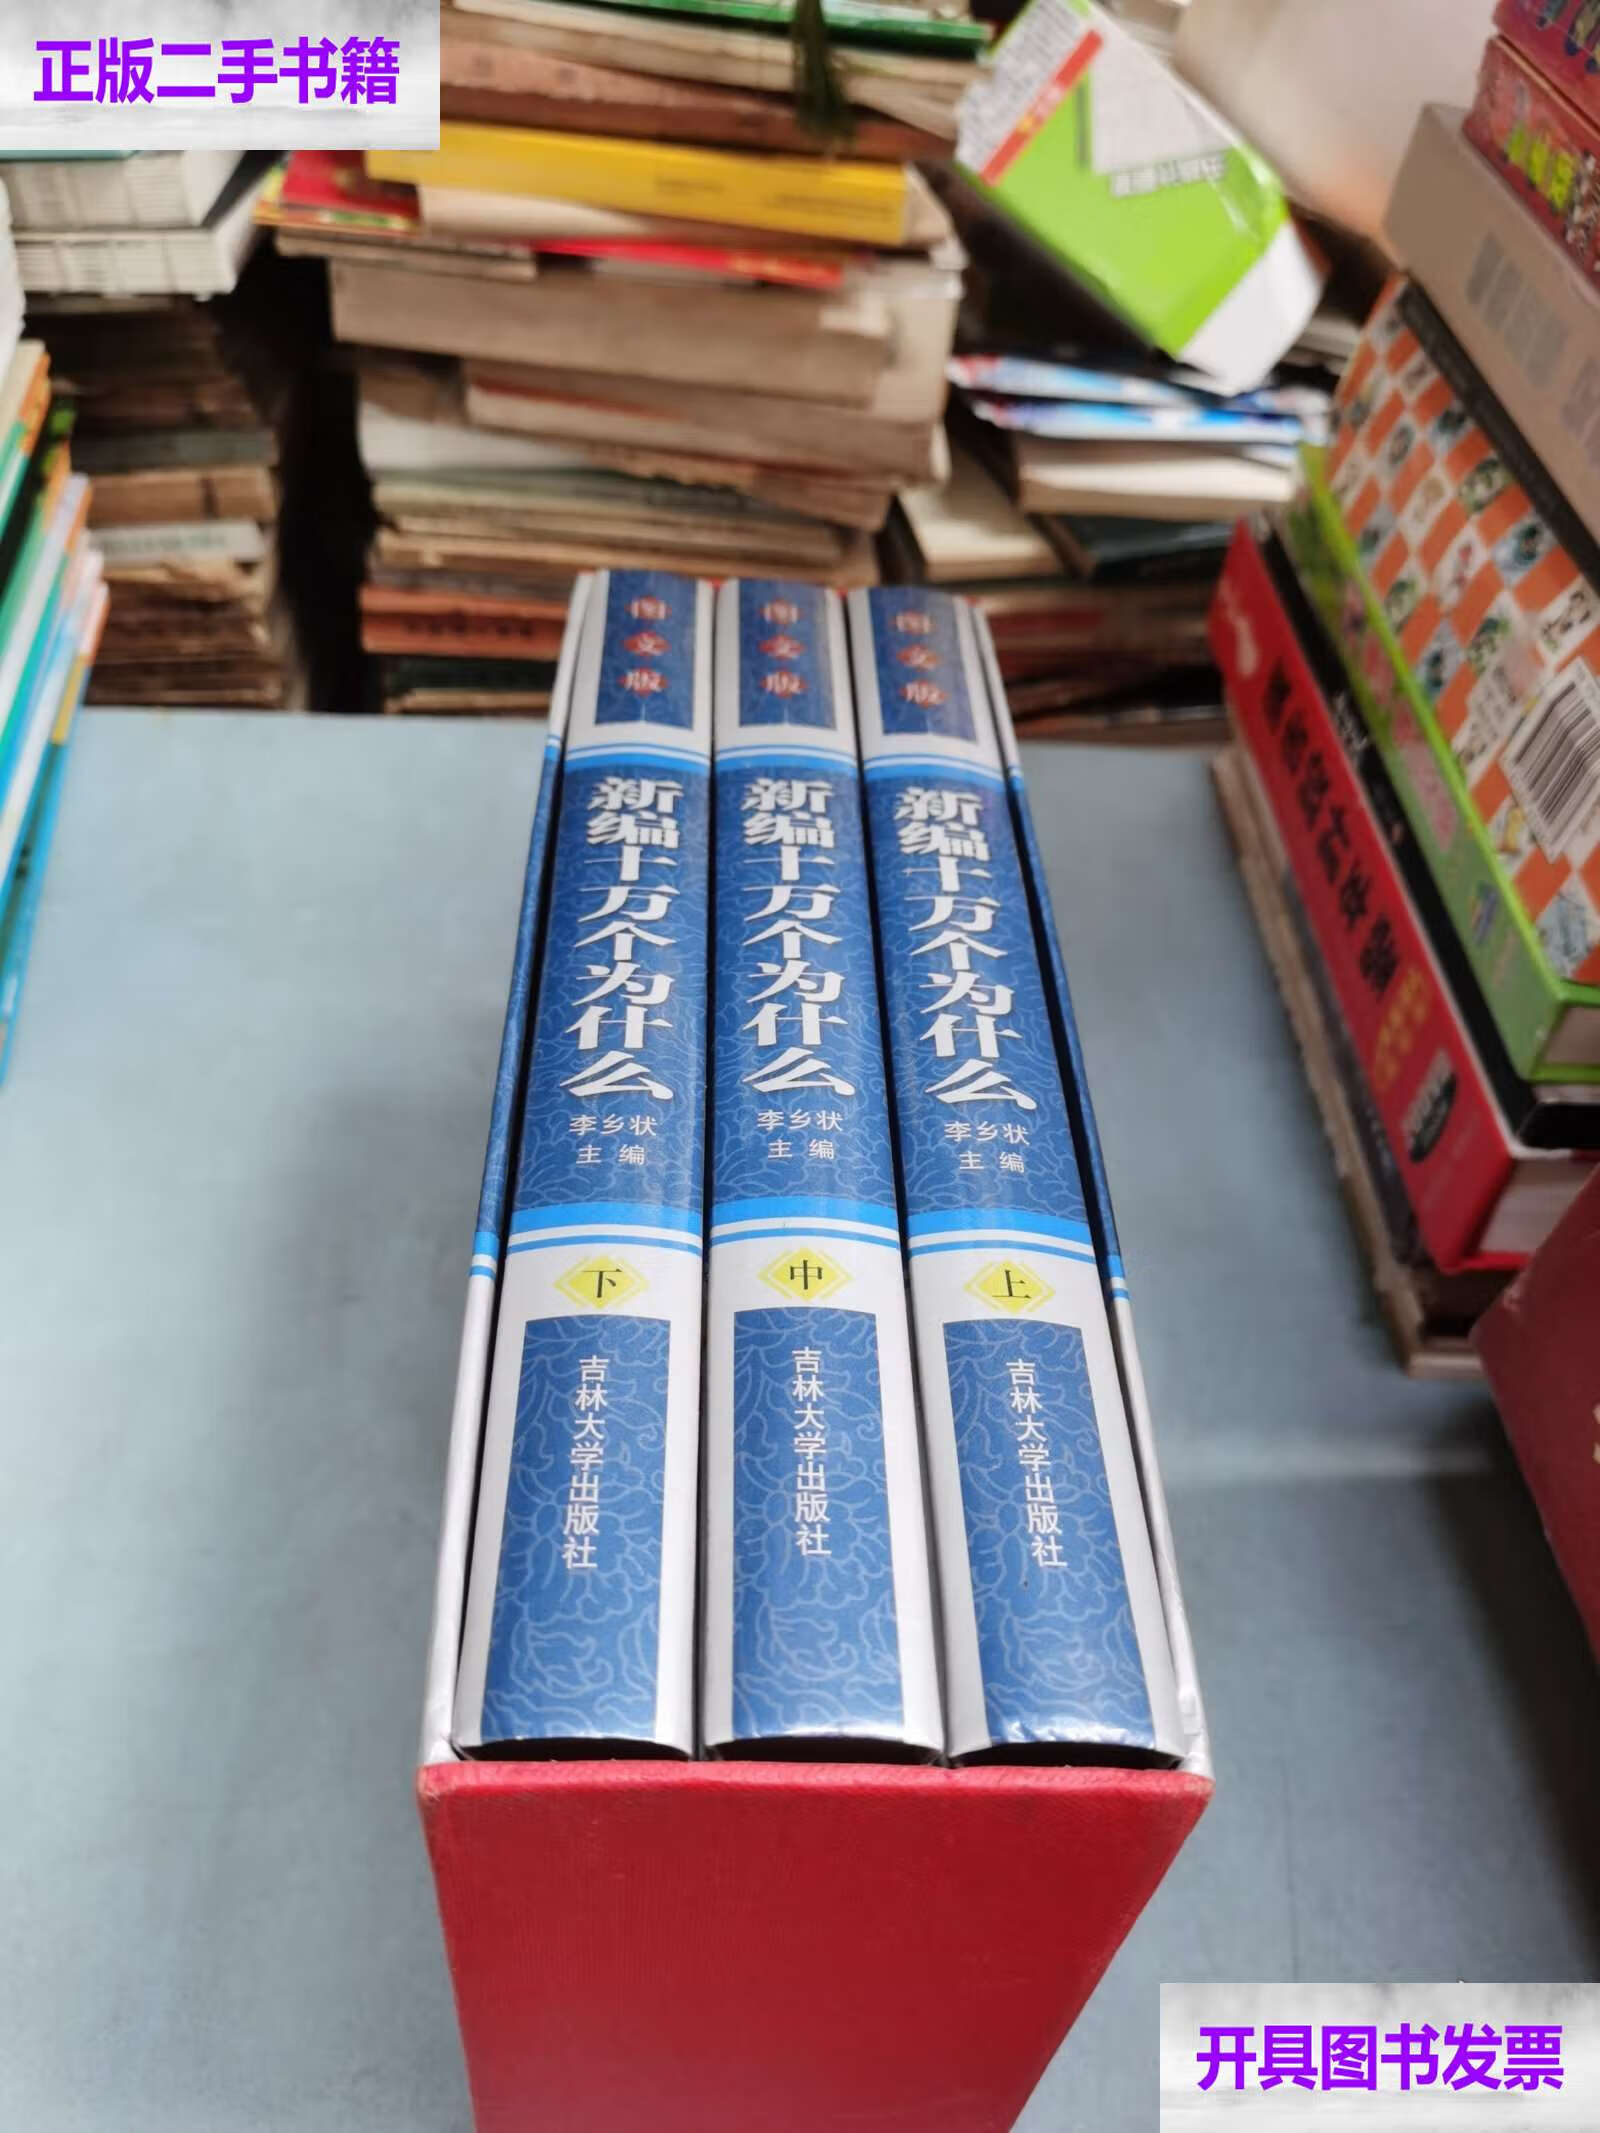 正版二手书籍
图文版
新编十万个为什么
李乡状
主编
下
吉林大学出版社
图文版
新编十万个为什么
李乡状
主编
中
吉林大学出版社
图文版
新编十万个为什么
李乡状
主编
上
吉林大学出版社
开具图书发票